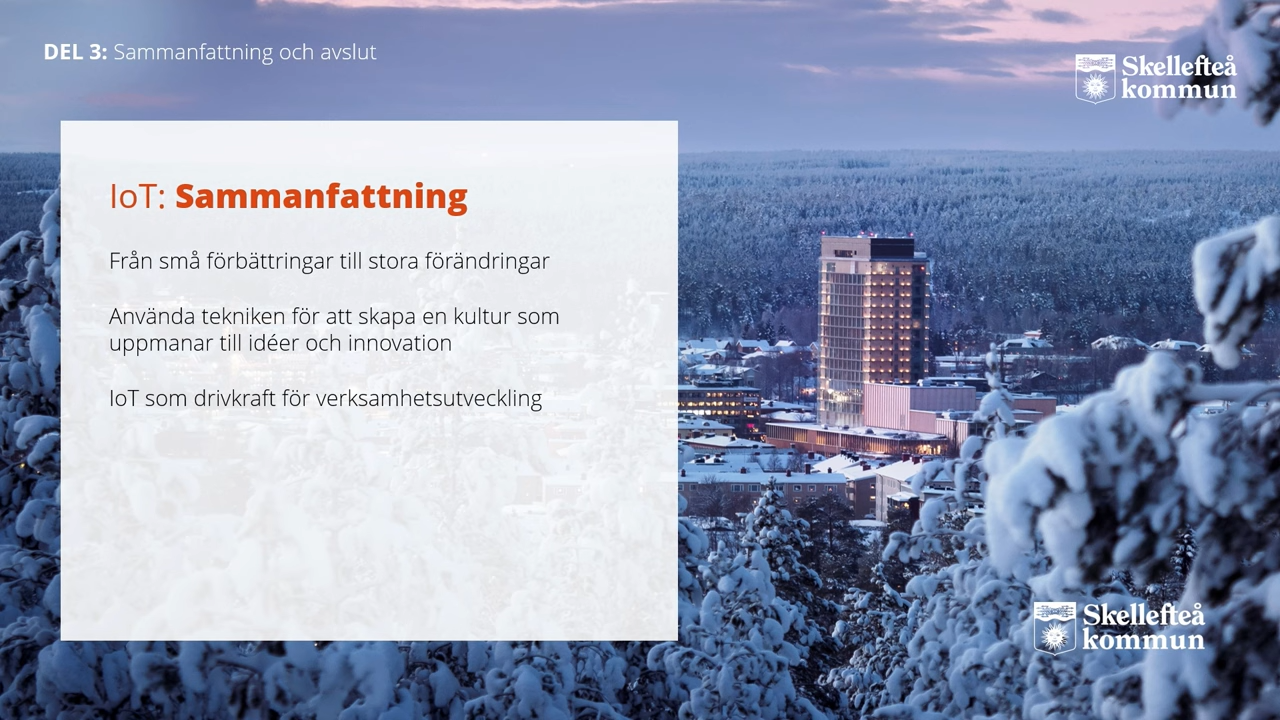 DEL 3: Sammanfattning och avslut
Skellefteå
kommun
IoT: Sammanfattning
Från små förbättringar till stora förändringar
Använda tekniken för att skapa en kultur som
uppmanar till idéer och innovation
IoT som drivkraft för verksamhetsutveckling
Skellefteå
kommun